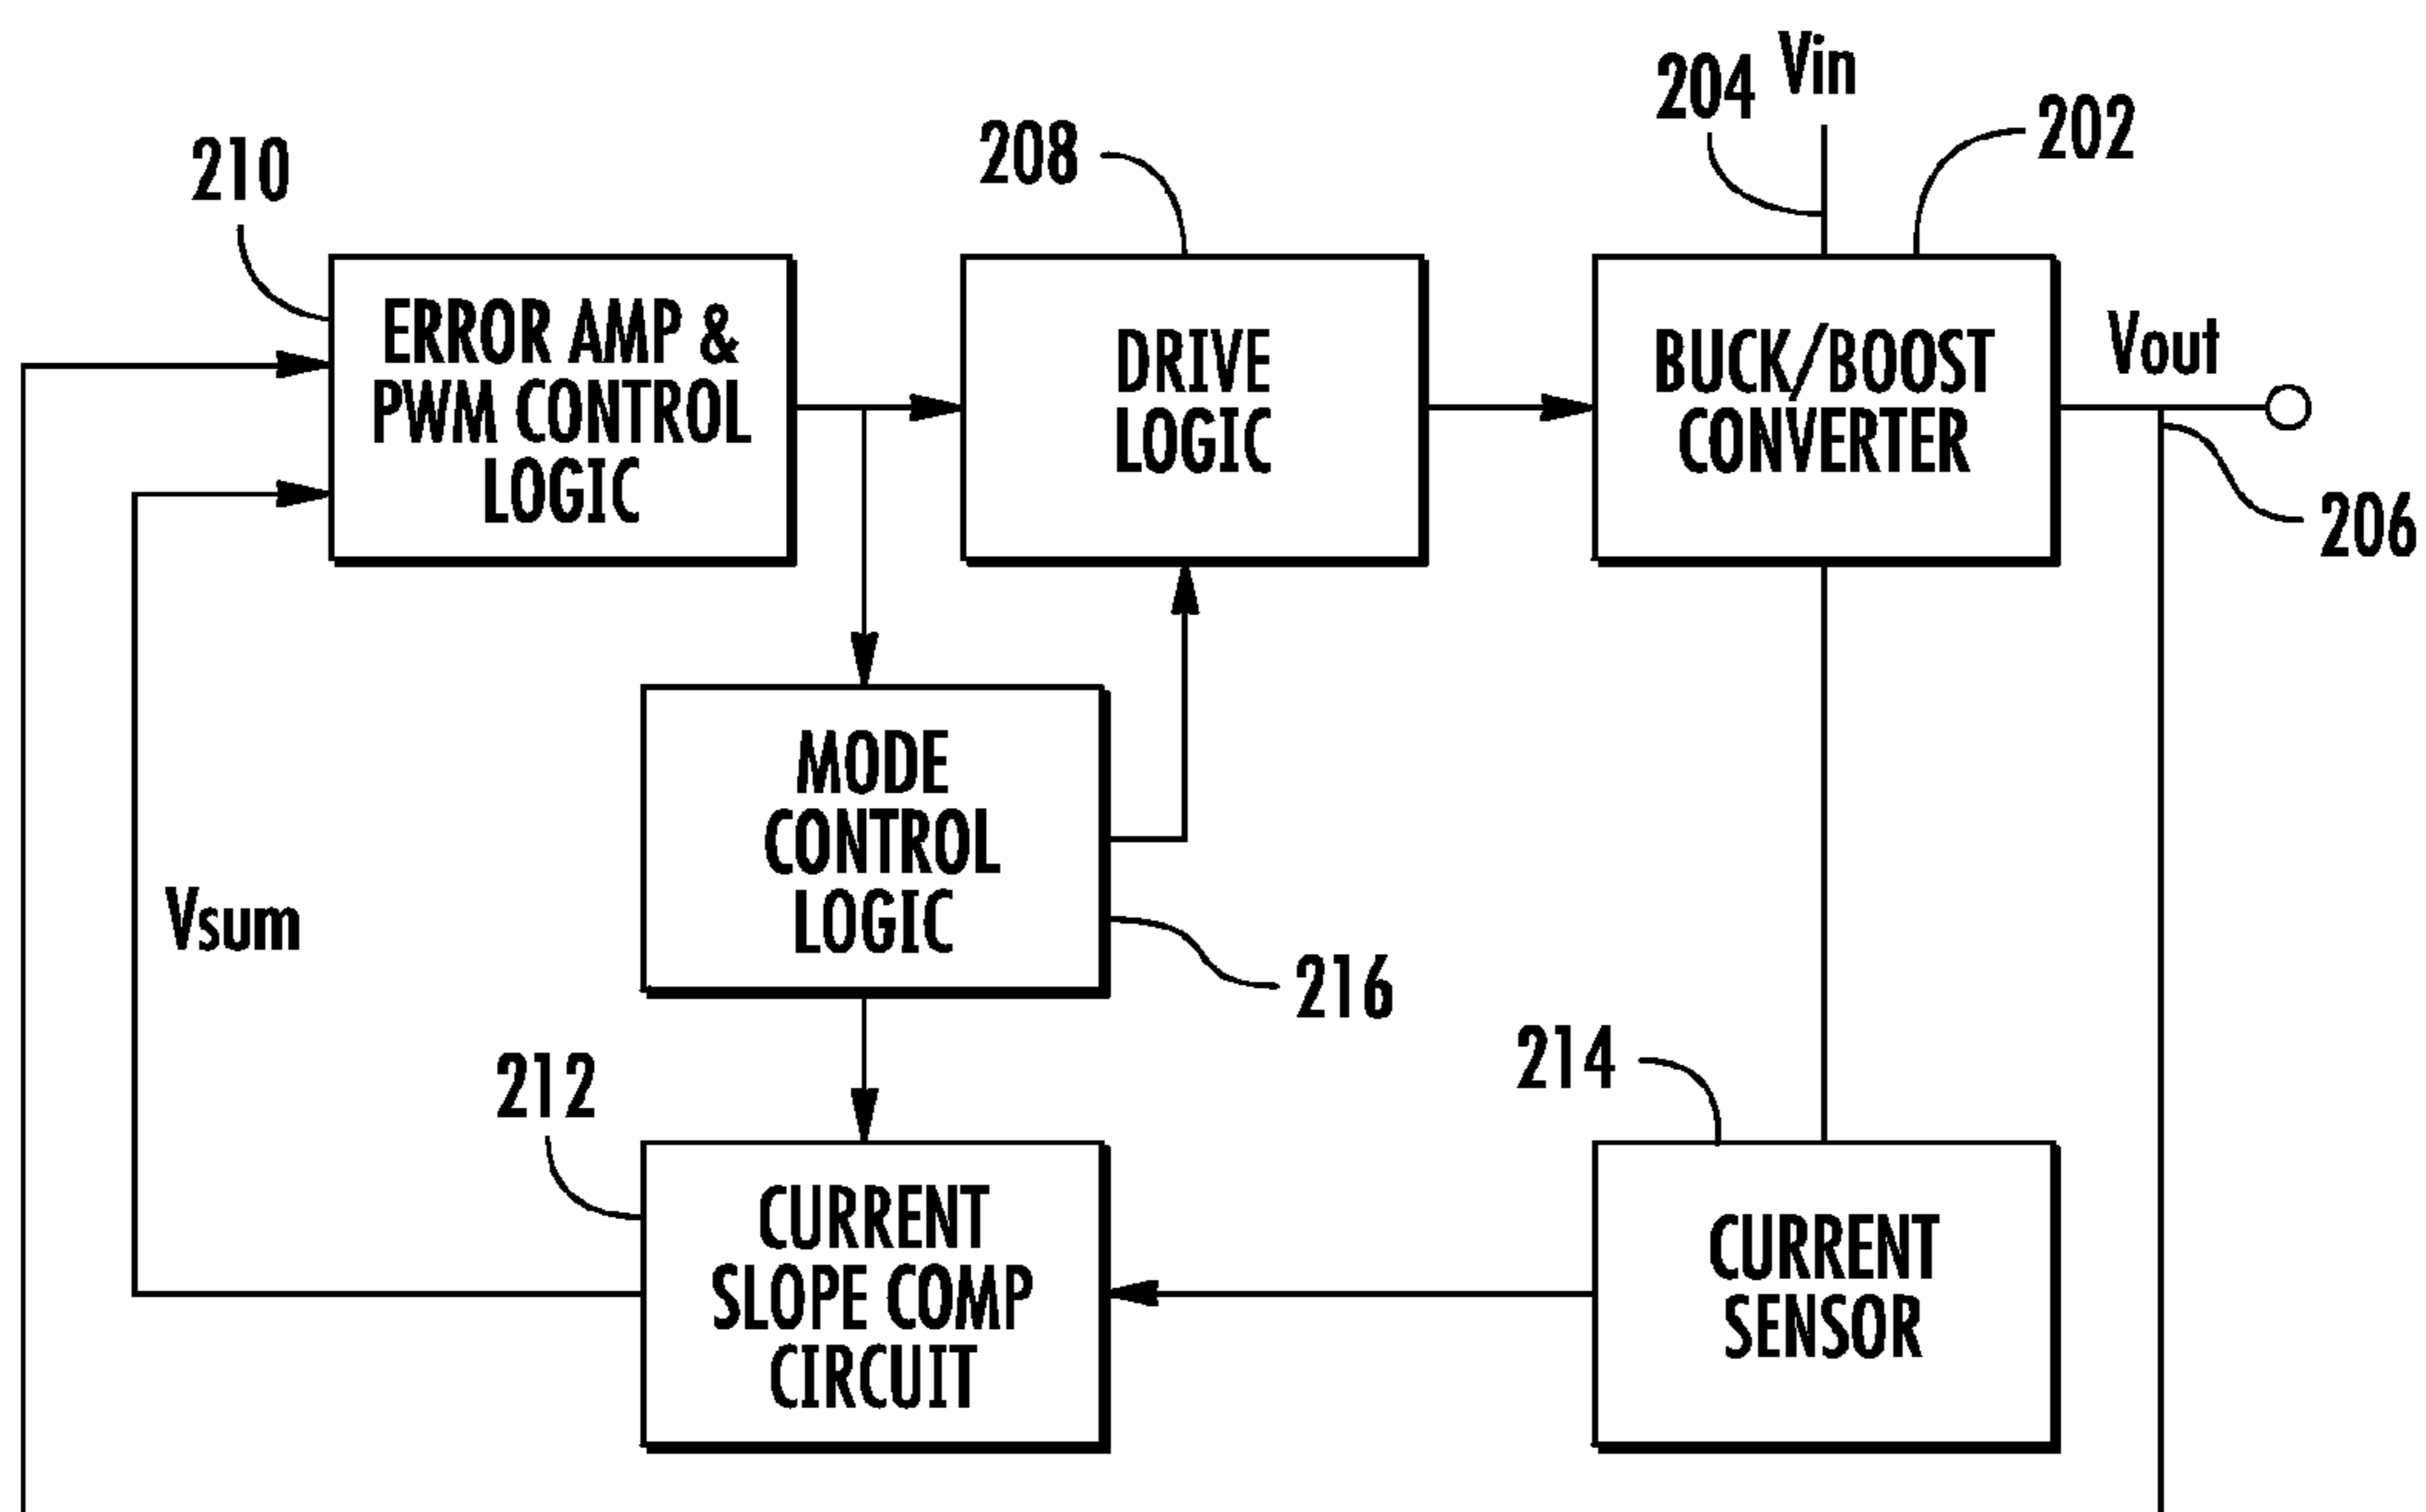 204
Vin
202
208
210
ERROR AMP &
PWM CONTROL
LOGIC
DRIVE
LOGIC
BUCK/BOOST
CONVERTER
Vout
206
MODE
CONTROL
LOGIC
Vsum
216
214
212
CURRENT
SLOPE COMP
CIRCUIT
CURRENT
SENSOR